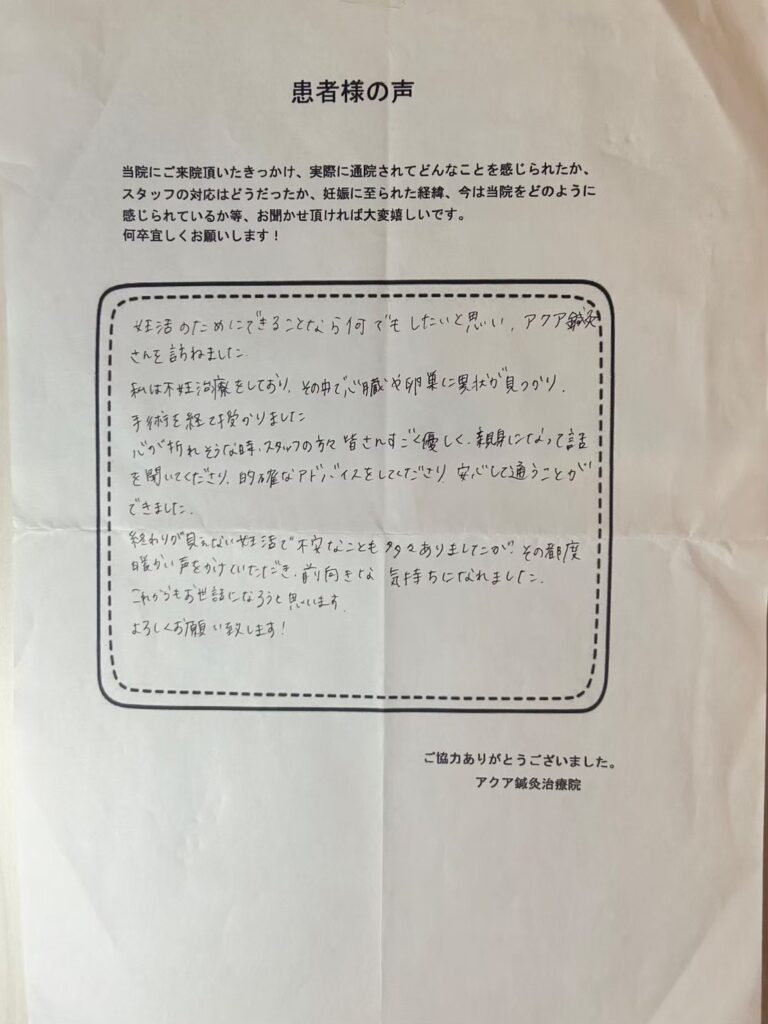 患者様の声
当院にご来院頂いたきっかけ、実際に通院されてどんなことを感じられたか、
スタッフの対応はどうだったか、妊娠に至られた経緯、今は当院をどのように
感じられているか等、お聞かせ頂ければ大変嬉しいです。
何卒宜しくお願いします！
妊活のためにできることなら何でもしたいと思い、アクア鍼灸
さんを訪ねました.
私は不妊治療をしており、その中で心臓や卵巣に異状が見つかり、
手術を経て授かりました
心が折れそうな時、スタッフの方々皆さんすごく優しく、親身になって話
を聞いてくださり、的確なアドバイスをしてくださり 安心して通うことが
できました.
終わりが見えない妊活で不安なことも多々ありましたが、その都度
暖かい声をかけていただき、前向きな 気持ちになれました.
これからもお世話になろうと思います.
よろしくお願い致します！
ご協力ありがとうございました。
アクア鍼灸治療院